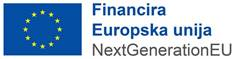 Financira
Europska unija
NextGenerationEU